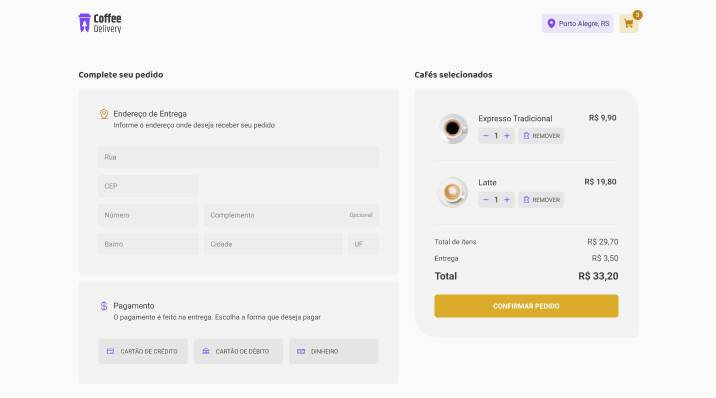 Coffee
Delivery
Porto Alegre, RS
3
Complete seu pedido
Endereço de Entrega
Informe o endereço onde deseja receber seu pedido
Rua
CEP
Número
Complemento
Opcional
Bairro
Cidade
UF
Pagamento
O pagamento é feito na entrega. Escolha a forma que deseja pagar
CARTÃO DE CRÉDITO
CARTÃO DE DÉBITO
DINHEIRO
Cafés selecionados
Expresso Tradicional
R$ 9,90
1
REMOVER
Latte
R$ 19,80
1
REMOVER
Total de itens
R$ 29,70
Entrega
R$ 3,50
Total
R$ 33,20
CONFIRMAR PEDIDO